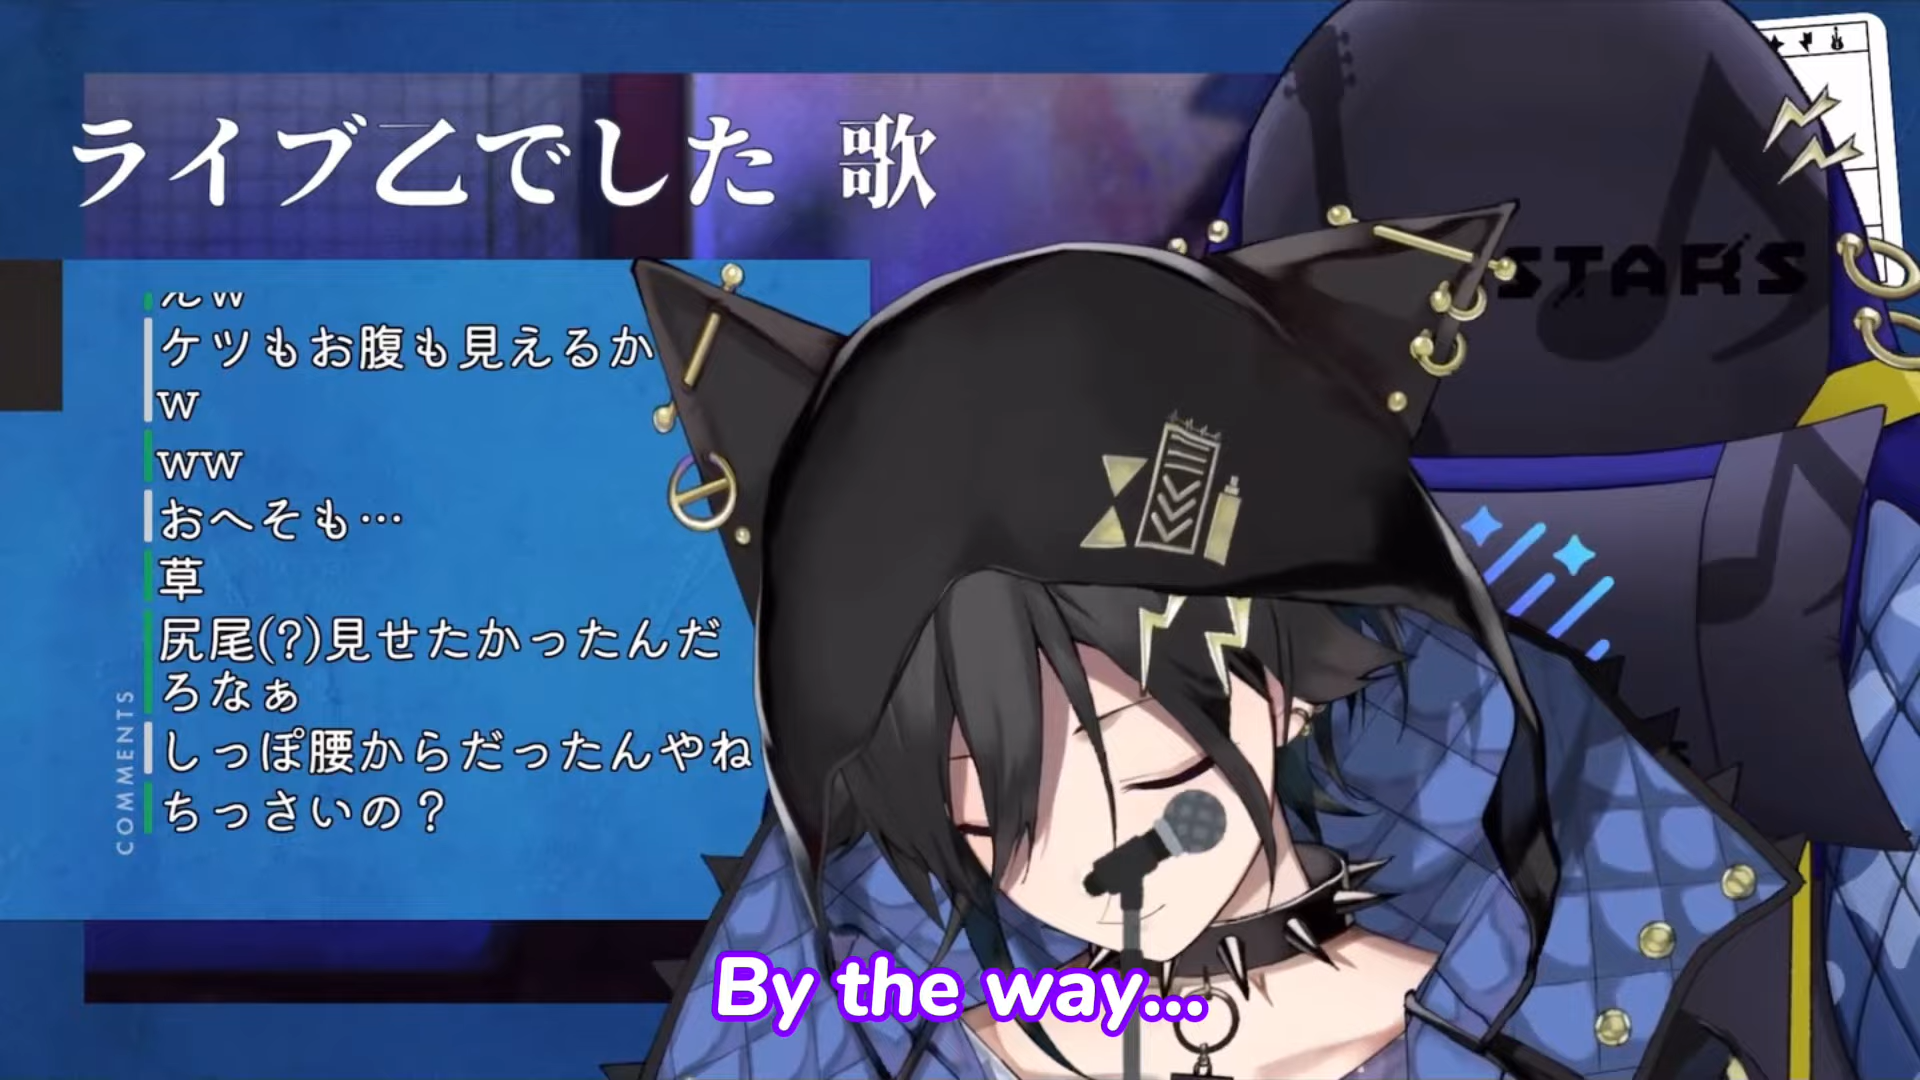 ライブ乙でした 歌
STARS
ケツもお腹も見えるか
w
ww
おへそも…
草
尻尾(?)見せたかったんだ
ろなぁ
しっぽ腰からだったんやね
ちっさいの？
COMMENTS
By the way...